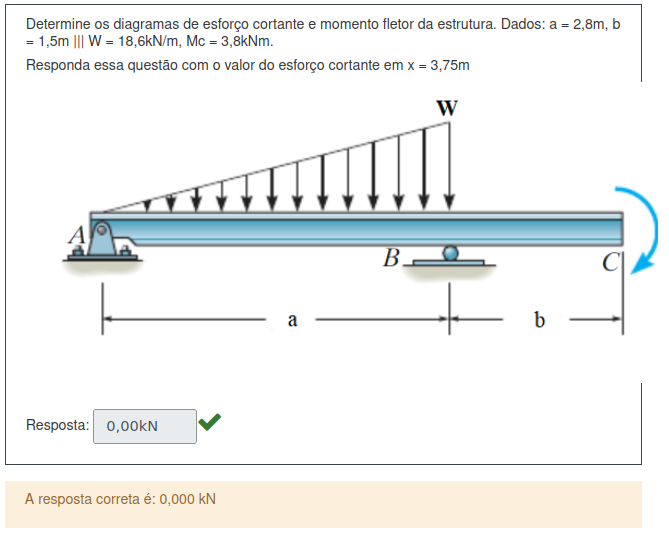 Determine os diagramas de esforço cortante e momento fletor da estrutura. Dados: a = 2,8m, b
= 1,5m ||| W = 18,6kN/m, Mc = 3,8kNm.
Responda essa questão com o valor do esforço cortante em x = 3,75m
W
A
B
C
a
b
Resposta: 0,00kN
A resposta correta é: 0,000 kN